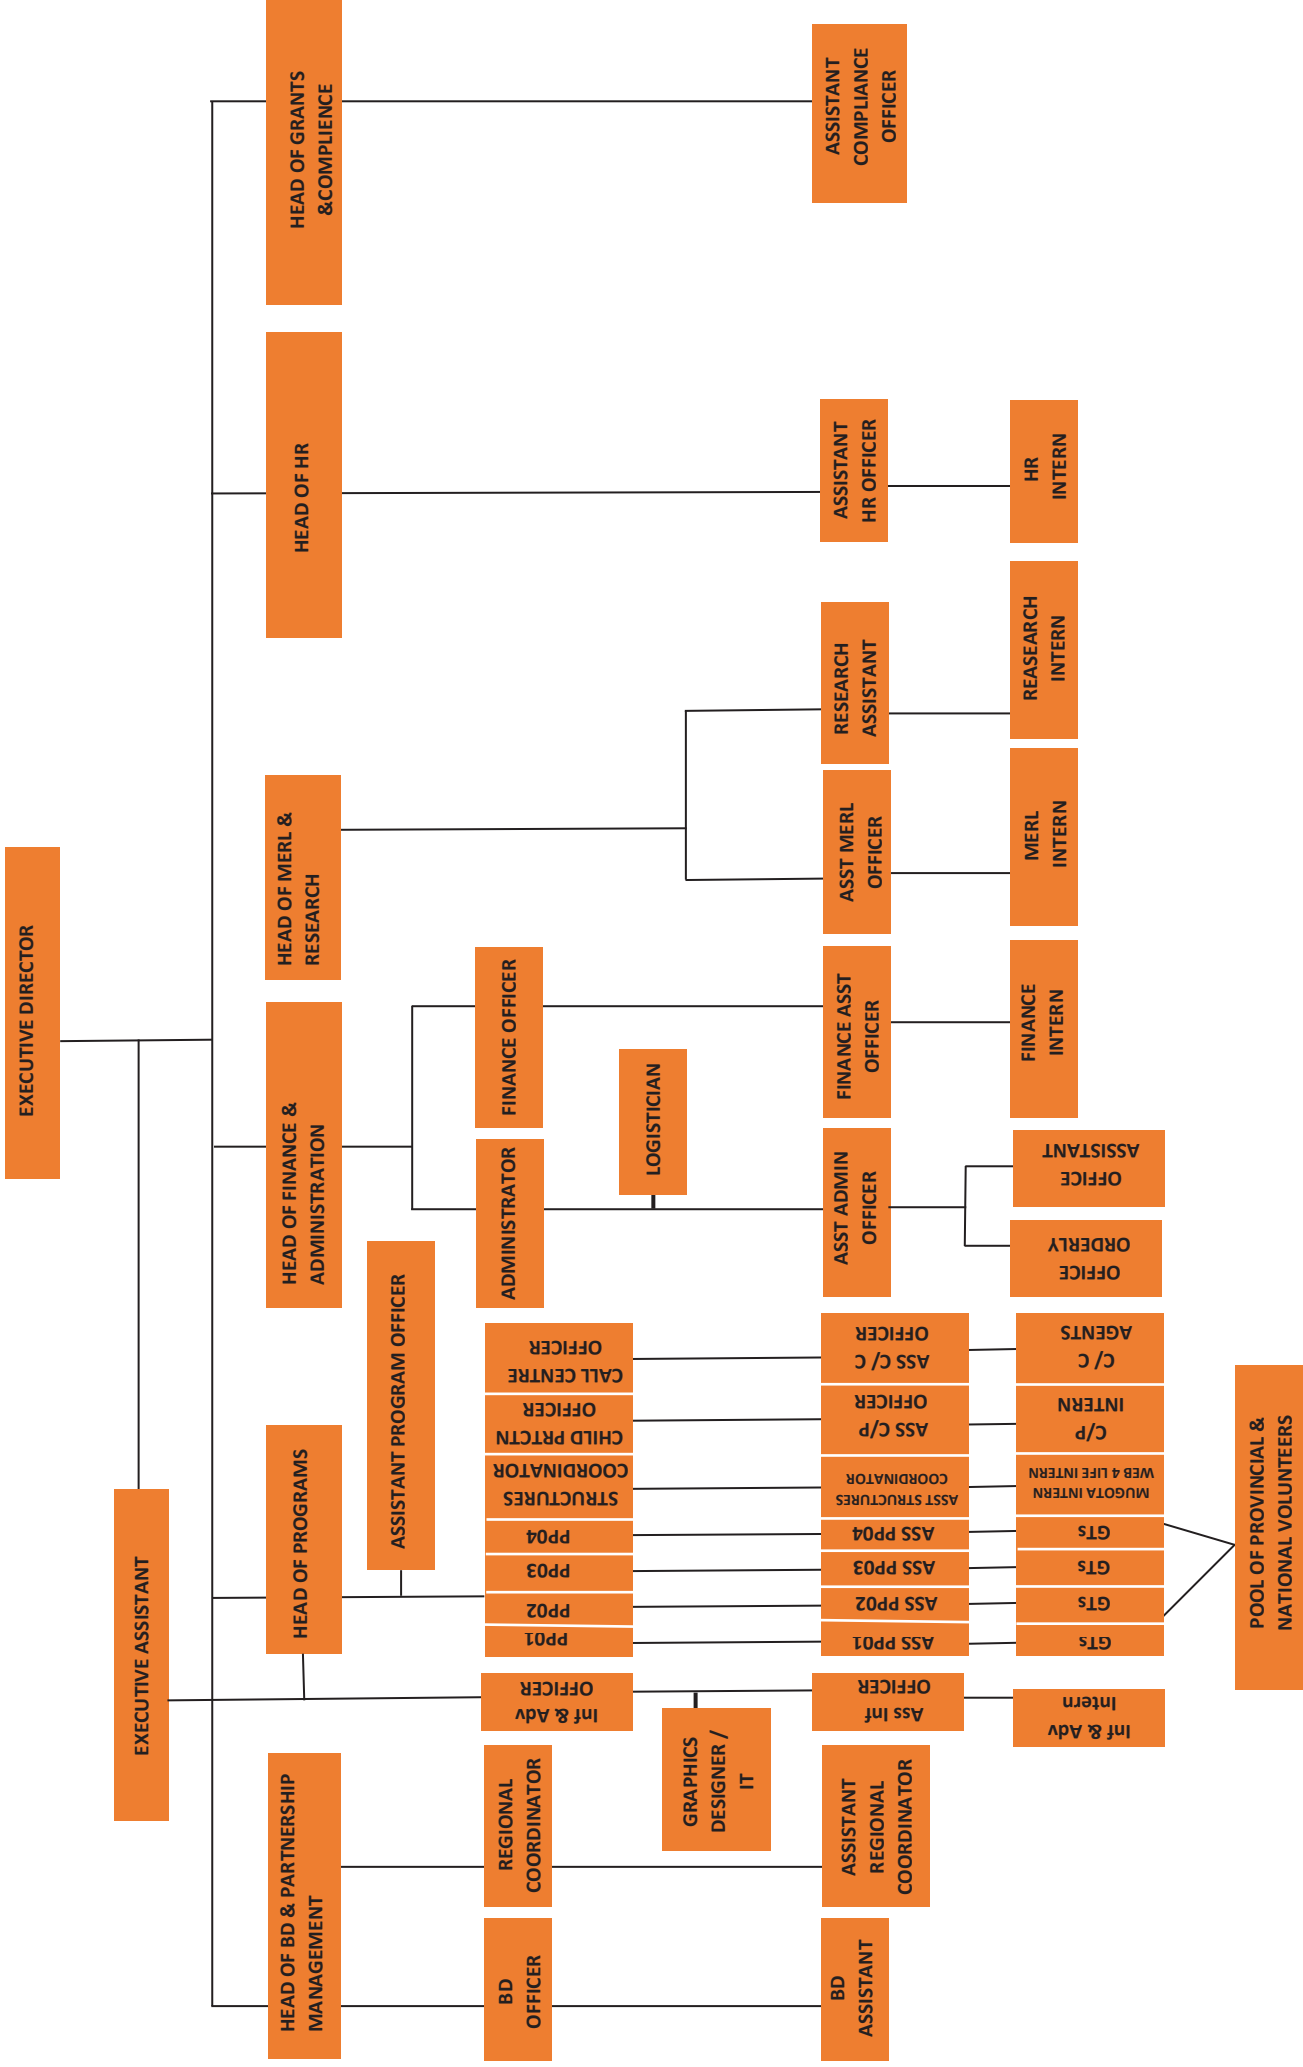 EXECUTIVE DIRECTOR
EXECUTIVE ASSISTANT
HEAD OF BD & PARTNERSHIP
MANAGEMENT
HEAD OF PROGRAMS
HEAD OF FINANCE &
ADMINISTRATION
HEAD OF MERL &
RESEARCH
HEAD OF HR
HEAD OF GRANTS
&COMPLIENCE
ASSISTANT PROGRAM OFFICER
BD
OFFICER
REGIONAL
COORDINATOR
Inf & Adv
OFFICER
PP01
PP02
PP03
PP04
STRUCTURES
COORDINATOR
CHILD PRTCTN
OFFICER
CALL CENTRE
OFFICER
ADMINISTRATOR
FINANCE OFFICER
GRAPHICS
DESIGNER /
IT
LOGISTICIAN
BD
ASSISTANT
ASSISTANT
REGIONAL
COORDINATOR
Ass Inf
OFFICER
ASS PP01
ASS PP02
ASS PP03
ASS PP04
ASST STRUCTURES
COORDINATOR
ASS C/P
OFFICER
ASS C/ C
OFFICER
ASST ADMIN
OFFICER
FINANCE ASST
OFFICER
ASST MERL
OFFICER
RESEARCH
ASSISTANT
ASSISTANT
HR OFFICER
ASSISTANT
COMPLIANCE
OFFICER
Inf & Adv
Intern
GTs
GTs
GTs
GTs
MUGOTA INTERN
WEB 4 LIFE INTERN
C/P
INTERN
C/ C
AGENTS
OFFICE
ORDERLY
OFFICE
ASSISTANT
FINANCE
INTERN
MERL
INTERN
REASEARCH
INTERN
HR
INTERN
POOL OF PROVINCIAL &
NATIONAL VOLUNTEERS